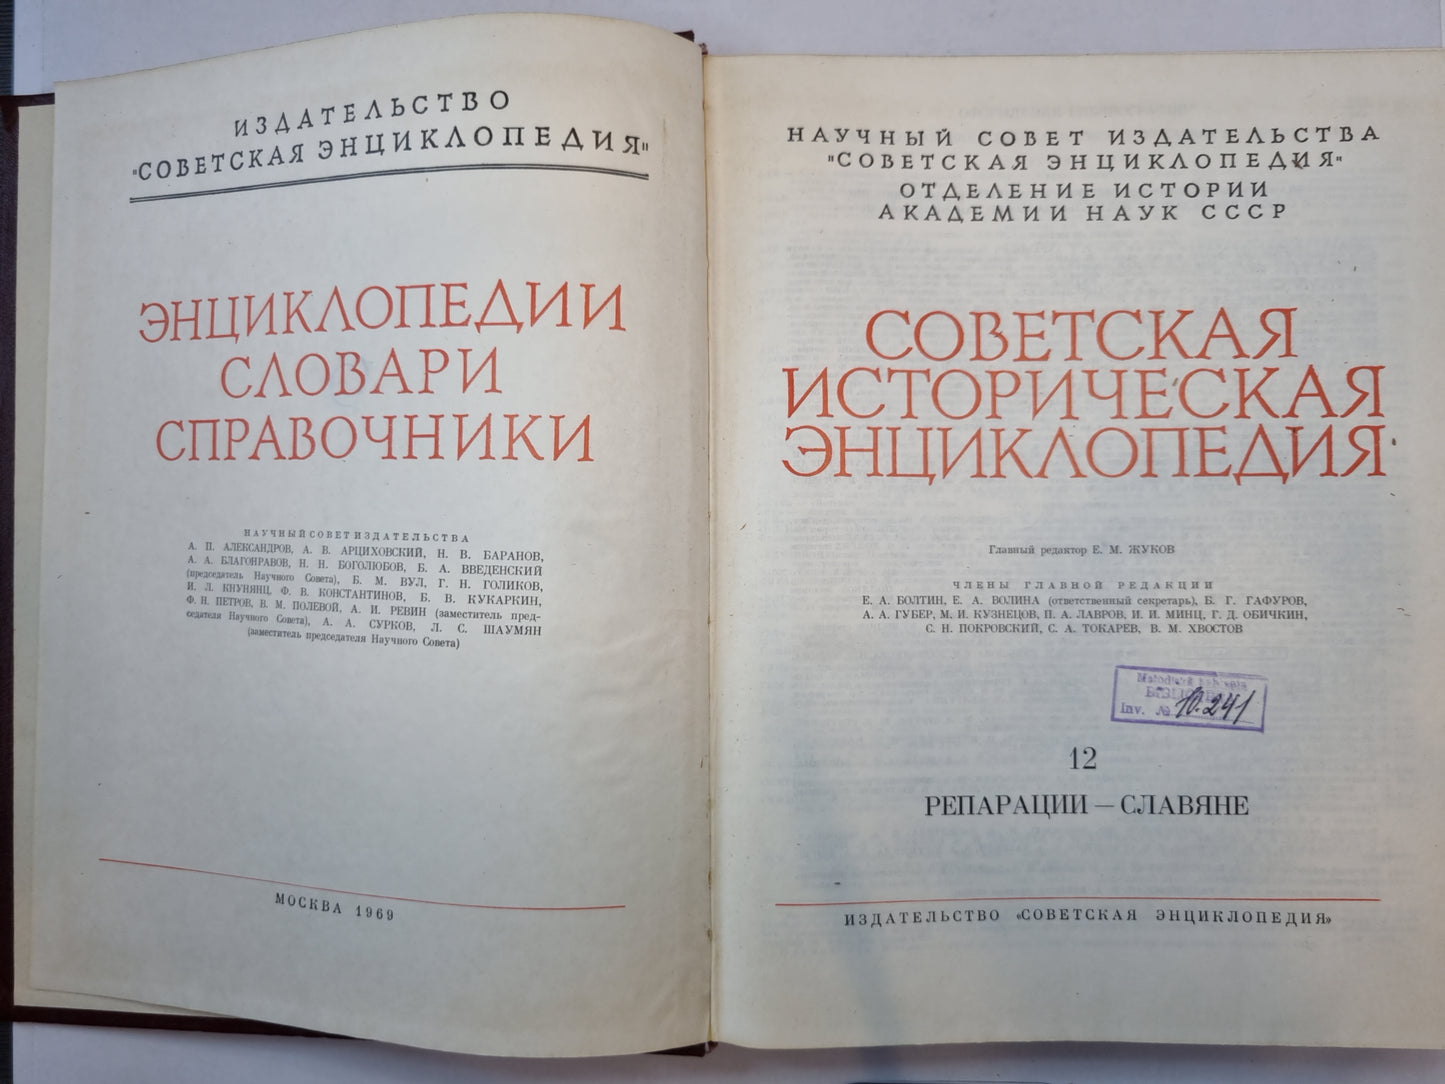 ИЗДАТЕЛЬСТВО
"СОВЕТСКАЯ ЭНЦИКЛОПЕДИЯ"
ЭНЦИКЛОПЕДИИ
СЛОВАРИ
СПРАВОЧНИКИ
НАУЧНЫЙ СОВЕТ ИЗДАТЕЛЬСТВА
А. П. АЛЕКСАНДРОВ, А. В. АРЦИХОВСКИЙ, Н. В. БАРАНОВ,
А. А. БЛАГОНРАВОВ, Н. Н. БОГОЛЮБОВ, Б. А. ВВЕДЕНСКИЙ
(председатель Научного Совета), Б. М. ВУЛ, Г. Н. ГОЛИКОВ,
И. Л. КНУНЯНЦ, Ф. В. КОНСТАНТИНОВ, Б. В. КУКАРКИН,
Ф. Н. ПЕТРОВ, В. М. ПОЛЕВОЙ, А. И. РЕВИН (заместитель пред-
седателя Научного Совета), А. А. СУРКОВ, Л. С. ШАУМЯН
(заместитель председателя Научного Совета)
МОСКВА 1969
НАУЧНЫЙ СОВЕТ ИЗДАТЕЛЬСТВА
"СОВЕТСКАЯ ЭНЦИКЛОПЕДИЯ"
ОТДЕЛЕНИЕ ИСТОРИИ
АКАДЕМИИ НАУК СССР
СОВЕТСКАЯ
ИСТОРИЧЕСКАЯ
ЭНЦИКЛОПЕДИЯ
Главный редактор Е. М. ЖУКОВ
ЧЛЕНЫ ГЛАВНОЙ РЕДАКЦИИ
Е. А. БОЛТИН, Е. А. ВОЛИНА (ответственный секретарь), Б. Г. ГАФУРОВ,
А. А. ГУБЕР, М. И. КУЗНЕЦОВ, П. А. ЛАВРОВ, И. И. МИНЦ, Г. Д. ОБИЧКИН,
С. Н. ПОКРОВСКИЙ, С. А. ТОКАРЕВ, В. М. ХВОСТОВ
Inv. № 10.241
12
РЕПАРАЦИИ — СЛАВЯНЕ
ИЗДАТЕЛЬСТВО «СОВЕТСКАЯ ЭНЦИКЛОПЕДИЯ»